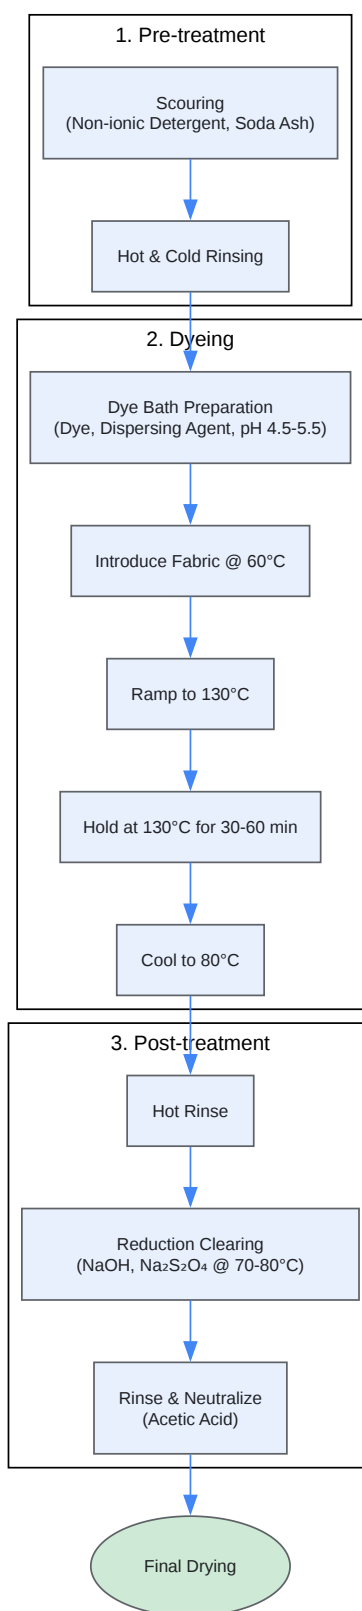 1. Pre-treatment
Scouring
(Non-ionic Detergent, Soda Ash)
Hot & Cold Rinsing
2. Dyeing
Dye Bath Preparation
(Dye, Dispersing Agent, pH 4.5-5.5)
Introduce Fabric @ 60°C
Ramp to 130°C
Hold at 130°C for 30-60 min
Cool to 80°C
3. Post-treatment
Hot Rinse
Reduction Clearing
(NaOH, Na₂S₂O₄ @ 70-80°C)
Rinse & Neutralize
(Acetic Acid)
Final Drying